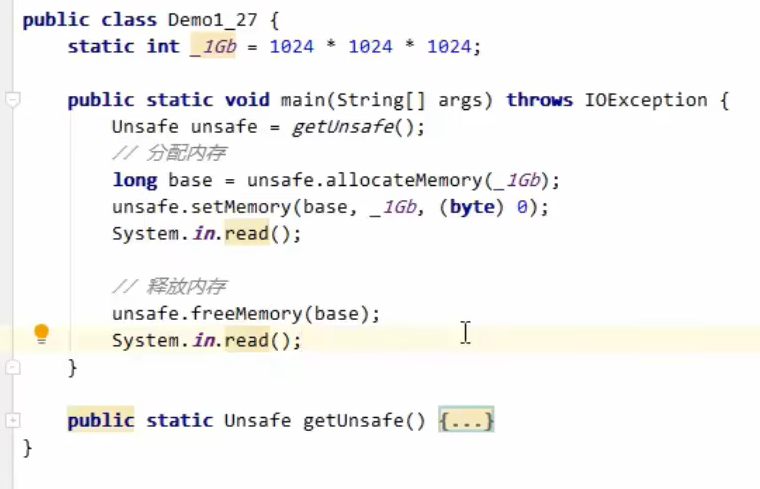 public class Demo1_27 {
static int _1Gb = 1024 * 1024 * 1024;
public static void main(String[] args) throws IOException {
Unsafe unsafe = getUnsafe();
// 分配内存
long base = unsafe.allocateMemory(_1Gb);
unsafe.setMemory(base, _1Gb, (byte) 0);
System.in.read();
// 释放内存
unsafe.freeMemory(base);
System.in.read();
}
public static Unsafe getUnsafe() {...}
}